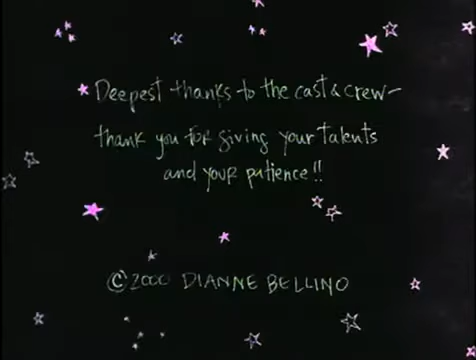 Deepest thanks to the cast & crew-
thank you for giving your talents
and your patience!!
©2000 DIANNE BELLINO